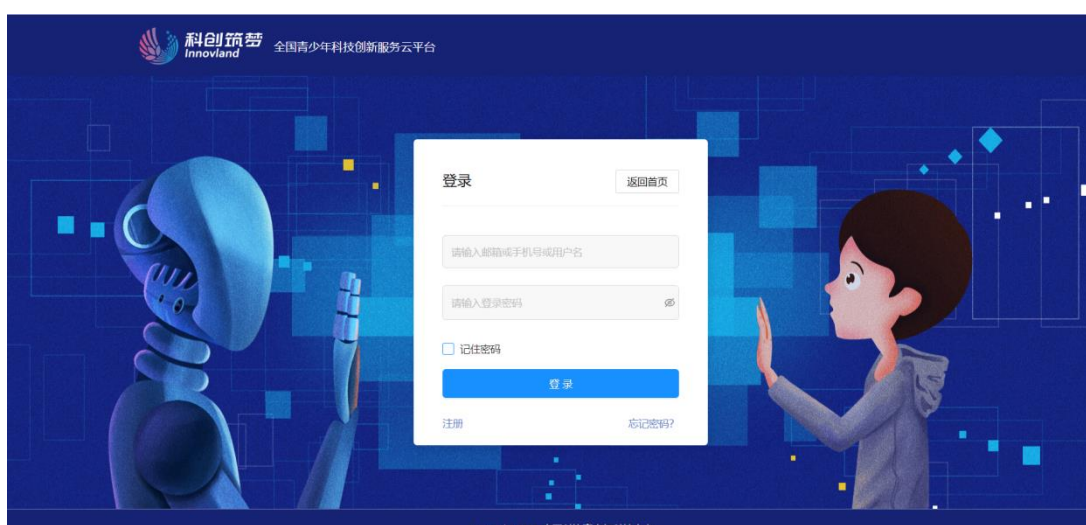 科创筑梦
Innovland
全国青少年科技创新服务云平台
登录
返回首页
请输入邮箱或手机号或用户名
请输入登录密码
记住密码
登 录
注册
忘记密码?